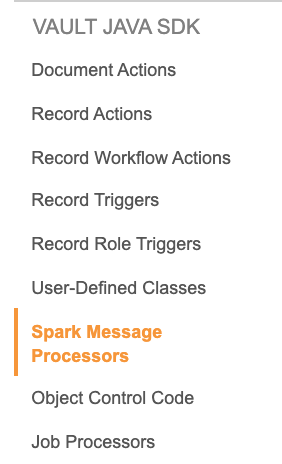 VAULT JAVA SDK
Document Actions
Record Actions
Record Workflow Actions
Record Triggers
Record Role Triggers
User-Defined Classes
Spark Message
Processors
Object Control Code
Job Processors